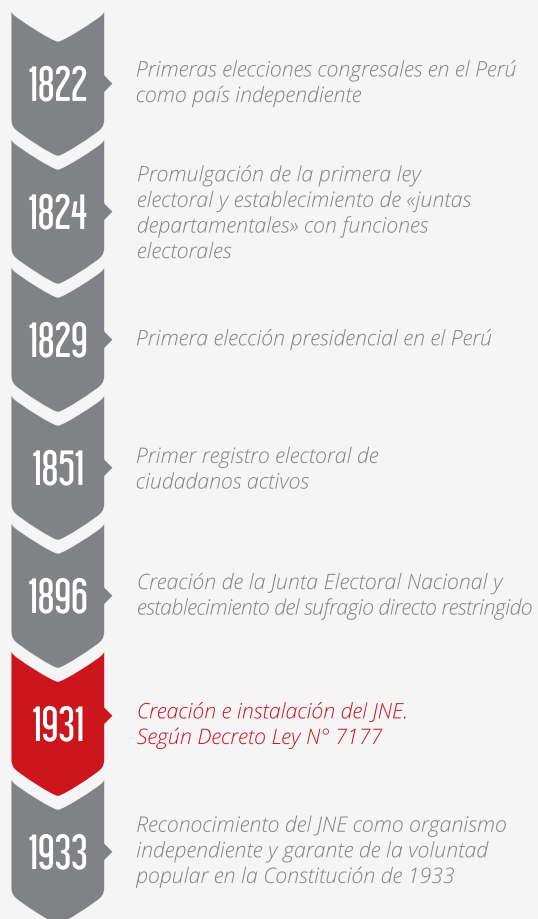 1822
Primeras elecciones congresales en el Perú
como país independiente
1824
Promulgación de la primera ley
electoral y establecimiento de «juntas
departamentales» con funciones
electorales
1829
Primera elección presidencial en el Perú
1851
Primer registro electoral de
ciudadanos activos
1896
Creación de la Junta Electoral Nacional y
establecimiento del sufragio directo restringido
1931
Creación e instalación del JNE.
Según Decreto Ley N° 7177
1933
Reconocimiento del JNE como organismo
independiente y garante de la voluntad
popular en la Constitución de 1933